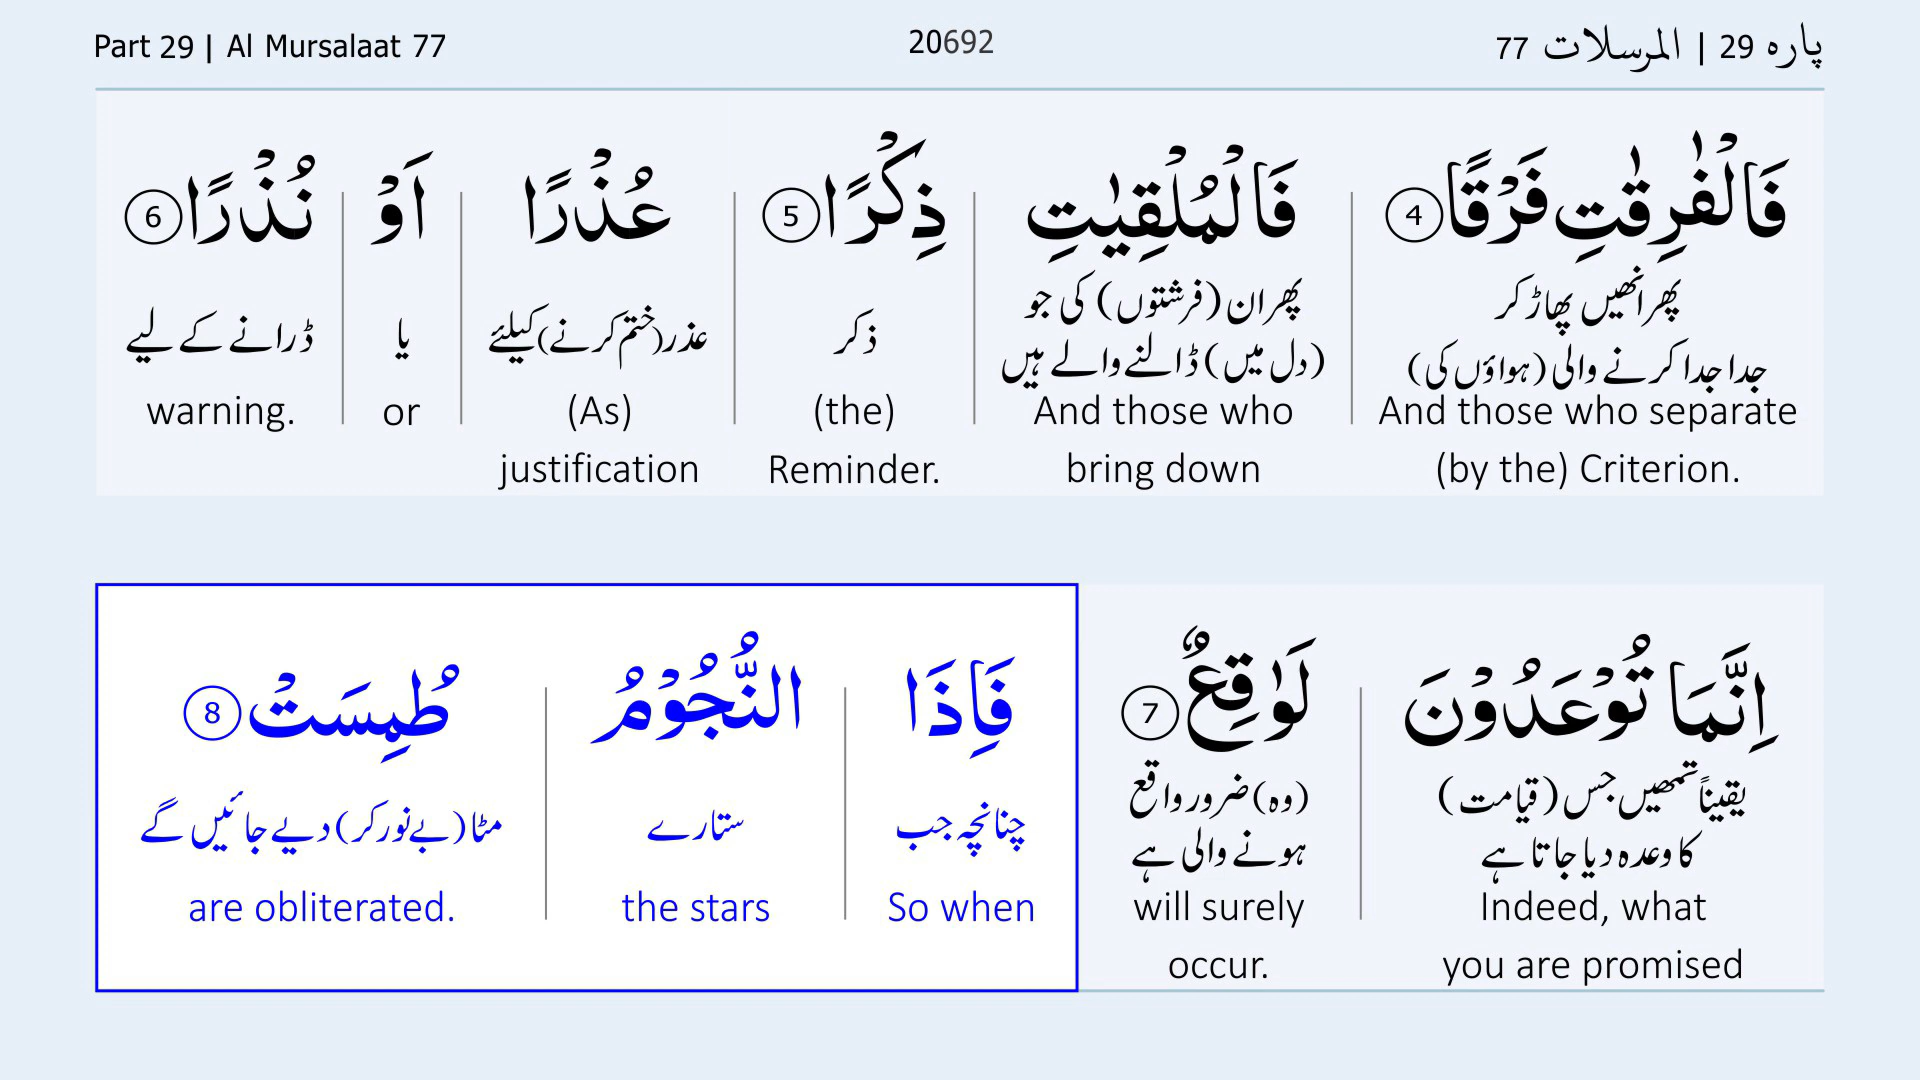 Part 29 | Al Mursalaat 77
20692
پارہ 29 | المرسلات 77
فَالْفٰرِقٰتِ فَرْقًا ④ فَالْمُلْقِيٰتِ ذِكْرًا ⑤ عُذْرًا اَوْ نُذْرًا ⑥
پھر انھیں پھاڑ کر
جدا جدا کرنے والی (ہواؤں کی)
پھر ان (فرشتوں) کی جو
(دل میں) ڈالنے والے ہیں
ذکر
عذر (ختم کرنے) کیلئے
یا
ڈرانے کے لیے
And those who separate
(by the) Criterion.
And those who
bring down
(the)
Reminder.
(As)
justification
or
warning.
اِنَّمَا تُوْعَدُوْنَ لَوَاقِعٌ ⑦ فَاِذَا النُّجُوْمُ طُمِسَتْ ⑧
یقیناً تمھیں جس (قیامت)
کا وعدہ دیا جاتا ہے
(وہ) ضرور واقع
ہونے والی ہے
چنانچہ جب
ستارے
مٹا (بے نور کر) دیے جائیں گے
Indeed, what
you are promised
will surely
occur.
So when
the stars
are obliterated.